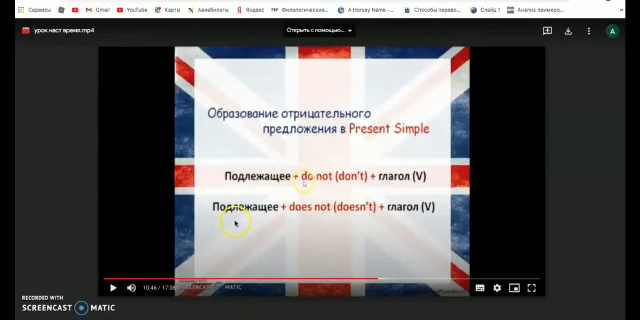 Сервисы Gmail YouTube Карты Авиабилеты Яндекс Филологические... A Horsey Name –... Способы перево... Слайд 1 Анализ примеро...
урок наст время.mp4 Открыть с помощью... A
Образование отрицательного
предложения в Present Simple
Подлежащее + do not (don't) + глагол (V)
Подлежащее + does not (doesn't) + глагол (V)
10:46 / 17:08
RECORDED WITH
SCREENCAST MATIC